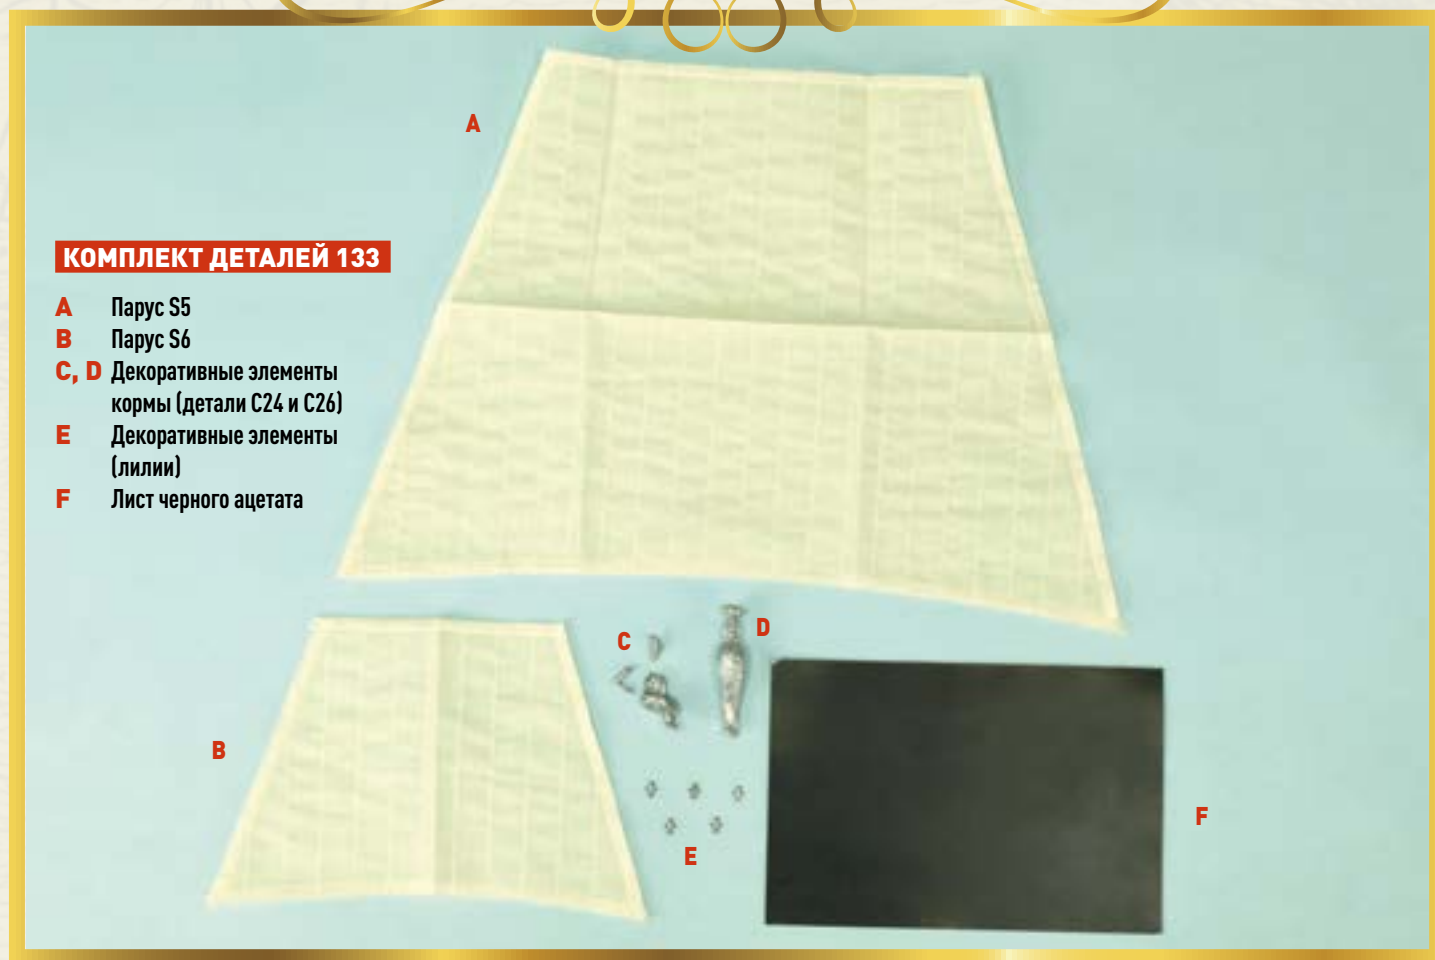 КОМПЛЕКТ ДЕТАЛЕЙ 133
A Парус S5
B Парус S6
C, D Декоративные элементы
кормы (детали C24 и C26)
E Декоративные элементы
(лилии)
F Лист черного ацетата
A
C
D
B
F
E